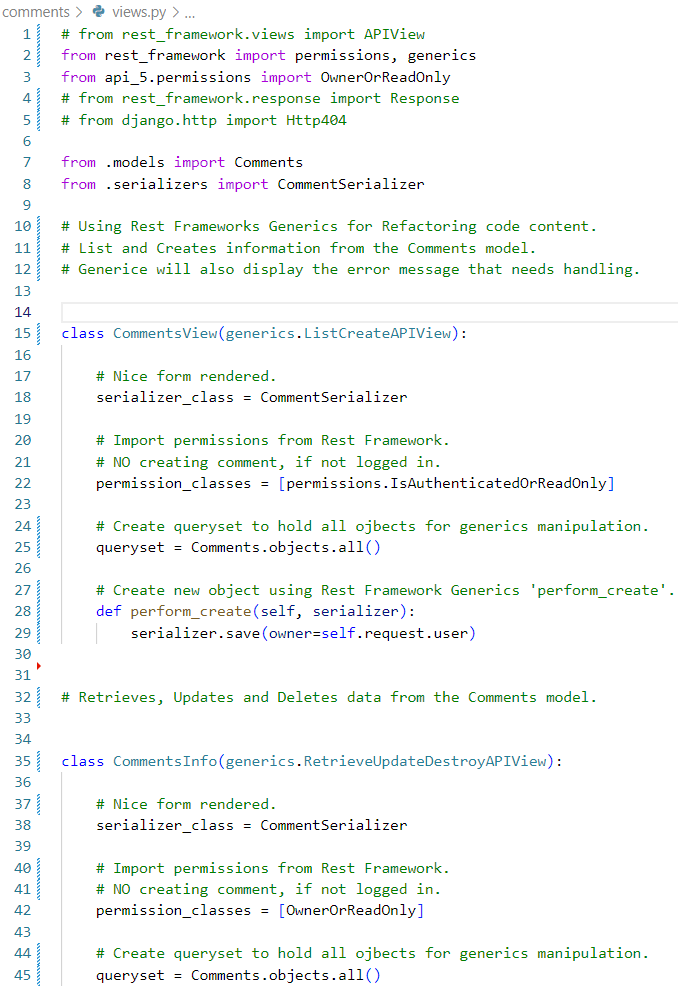 comments > views.py > ...
1 # from rest_framework.views import APIView
2 from rest_framework import permissions, generics
3 from api_5.permissions import OwnerOrReadOnly
4 # from rest_framework.response import Response
5 # from django.http import Http404
6
7 from .models import Comments
8 from .serializers import CommentSerializer
9
10 # Using Rest Frameworks Generics for Refactoring code content.
11 # List and Creates information from the Comments model.
12 # Generice will also display the error message that needs handling.
13
14
15 class CommentsView(generics.ListCreateAPIView):
16
17     # Nice form rendered.
18     serializer_class = CommentSerializer
19
20     # Import permissions from Rest Framework.
21     # NO creating comment, if not logged in.
22     permission_classes = [permissions.IsAuthenticatedOrReadOnly]
23
24     # Create queryset to hold all ojbects for generics manipulation.
25     queryset = Comments.objects.all()
26
27     # Create new object using Rest Framework Generics 'perform_create'.
28     def perform_create(self, serializer):
29         serializer.save(owner=self.request.user)
30
31
32 # Retrieves, Updates and Deletes data from the Comments model.
33
34
35 class CommentsInfo(generics.RetrieveUpdateDestroyAPIView):
36
37     # Nice form rendered.
38     serializer_class = CommentSerializer
39
40     # Import permissions from Rest Framework.
41     # NO creating comment, if not logged in.
42     permission_classes = [OwnerOrReadOnly]
43
44     # Create queryset to hold all ojbects for generics manipulation.
45     queryset = Comments.objects.all()